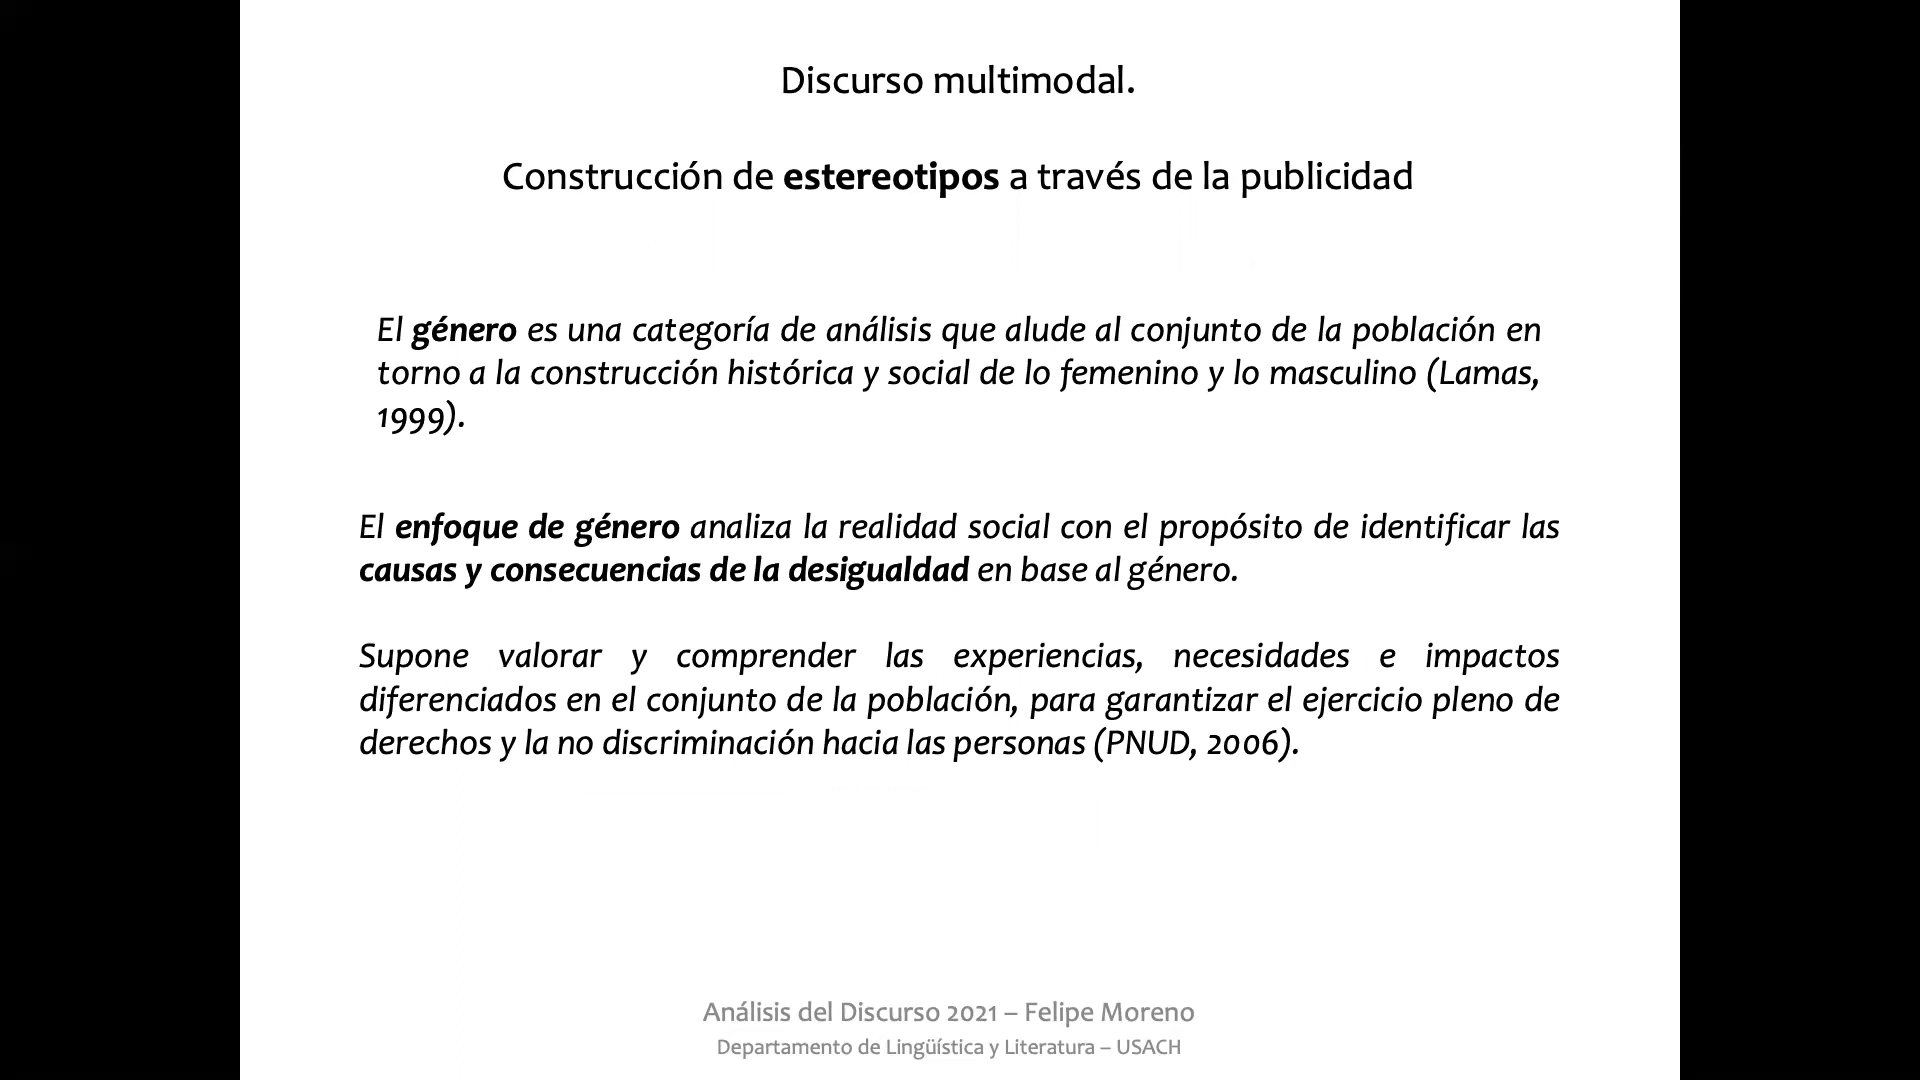 Discurso multimodal.
Construcción de estereotipos a través de la publicidad
El género es una categoría de análisis que alude al conjunto de la población en
torno a la construcción histórica y social de lo femenino y lo masculino (Lamas,
1999).
El enfoque de género analiza la realidad social con el propósito de identificar las
causas y consecuencias de la desigualdad en base al género.
Supone valorar y comprender las experiencias, necesidades e impactos
diferenciados en el conjunto de la población, para garantizar el ejercicio pleno de
derechos y la no discriminación hacia las personas (PNUD, 2006).
Análisis del Discurso 2021 – Felipe Moreno
Departamento de Lingüística y Literatura – USACH